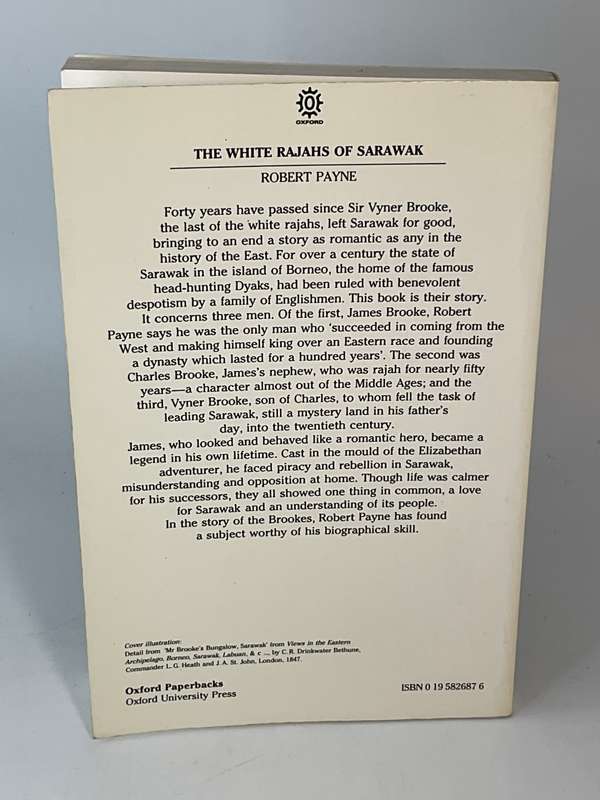 OXFORD
THE WHITE RAJAHS OF SARAWAK
ROBERT PAYNE
Forty years have passed since Sir Vyner Brooke,
the last of the white rajahs, left Sarawak for good,
bringing to an end a story as romantic as any in the
history of the East. For over a century the state of
Sarawak in the island of Borneo, the home of the famous
head-hunting Dyaks, had been ruled with benevolent
despotism by a family of Englishmen. This book is their story.
It concerns three men. Of the first, James Brooke, Robert
Payne says he was the only man who ‘succeeded in coming from the
West and making himself king over an Eastern race and founding
a dynasty which lasted for a hundred years’. The second was
Charles Brooke, James's nephew, who was rajah for nearly fifty
years—a character almost out of the Middle Ages; and the
third, Vyner Brooke, son of Charles, to whom fell the task of
leading Sarawak, still a mystery land in his father's
day, into the twentieth century.
James, who looked and behaved like a romantic hero, became a
legend in his own lifetime. Cast in the mould of the Elizabethan
adventurer, he faced piracy and rebellion in Sarawak,
misunderstanding and opposition at home. Though life was calmer
for his successors, they all showed one thing in common, a love
for Sarawak and an understanding of its people.
In the story of the Brookes, Robert Payne has found
a subject worthy of his biographical skill.
Cover illustration:
Detail from ‘Mr Brooke's Bungalow, Sarawak’ from Views in the Eastern
Archipelago, Borneo, Sarawak, Labuan, & c ..., by C.R. Drinkwater Bethune,
Commander L. G. Heath and J. A. St. John, London, 1847.
Oxford Paperbacks
Oxford University Press
ISBN 0 19 582687 6